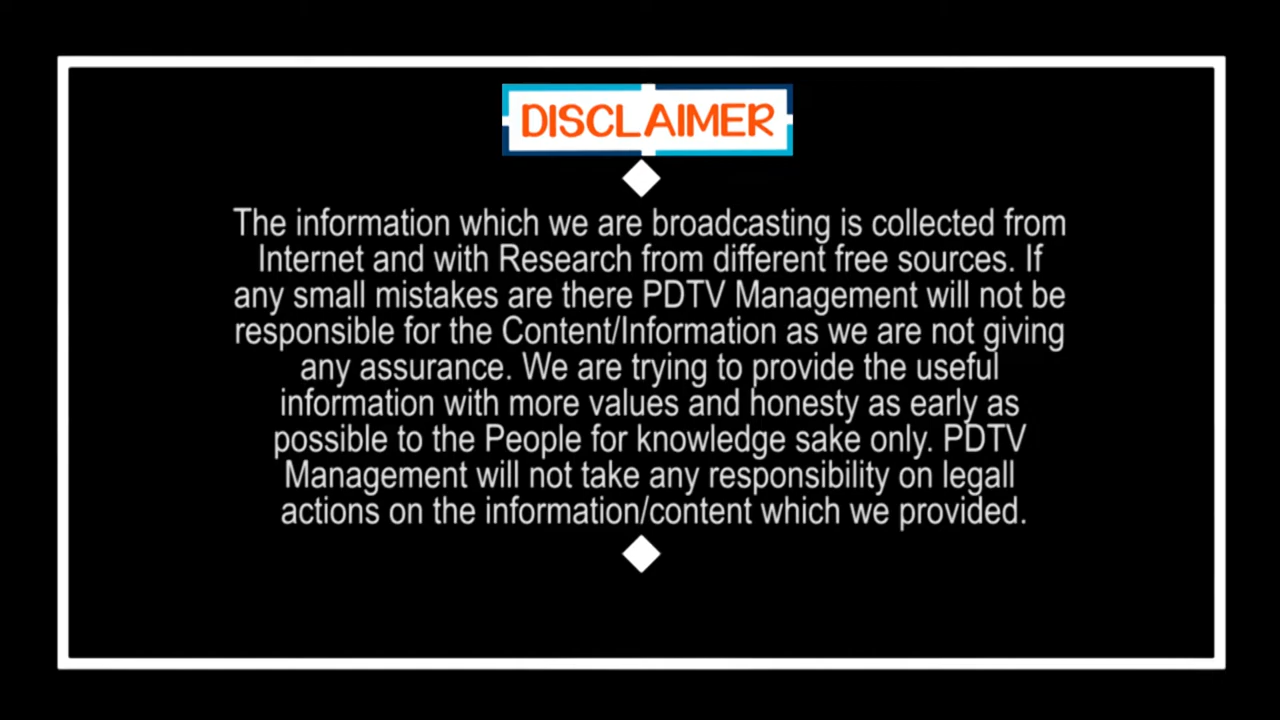 DISCLAIMER
The information which we are broadcasting is collected from
Internet and with Research from different free sources. If
any small mistakes are there PDTV Management will not be
responsible for the Content/Information as we are not giving
any assurance. We are trying to provide the useful
information with more values and honesty as early as
possible to the People for knowledge sake only. PDTV
Management will not take any responsibility on legall
actions on the information/content which we provided.